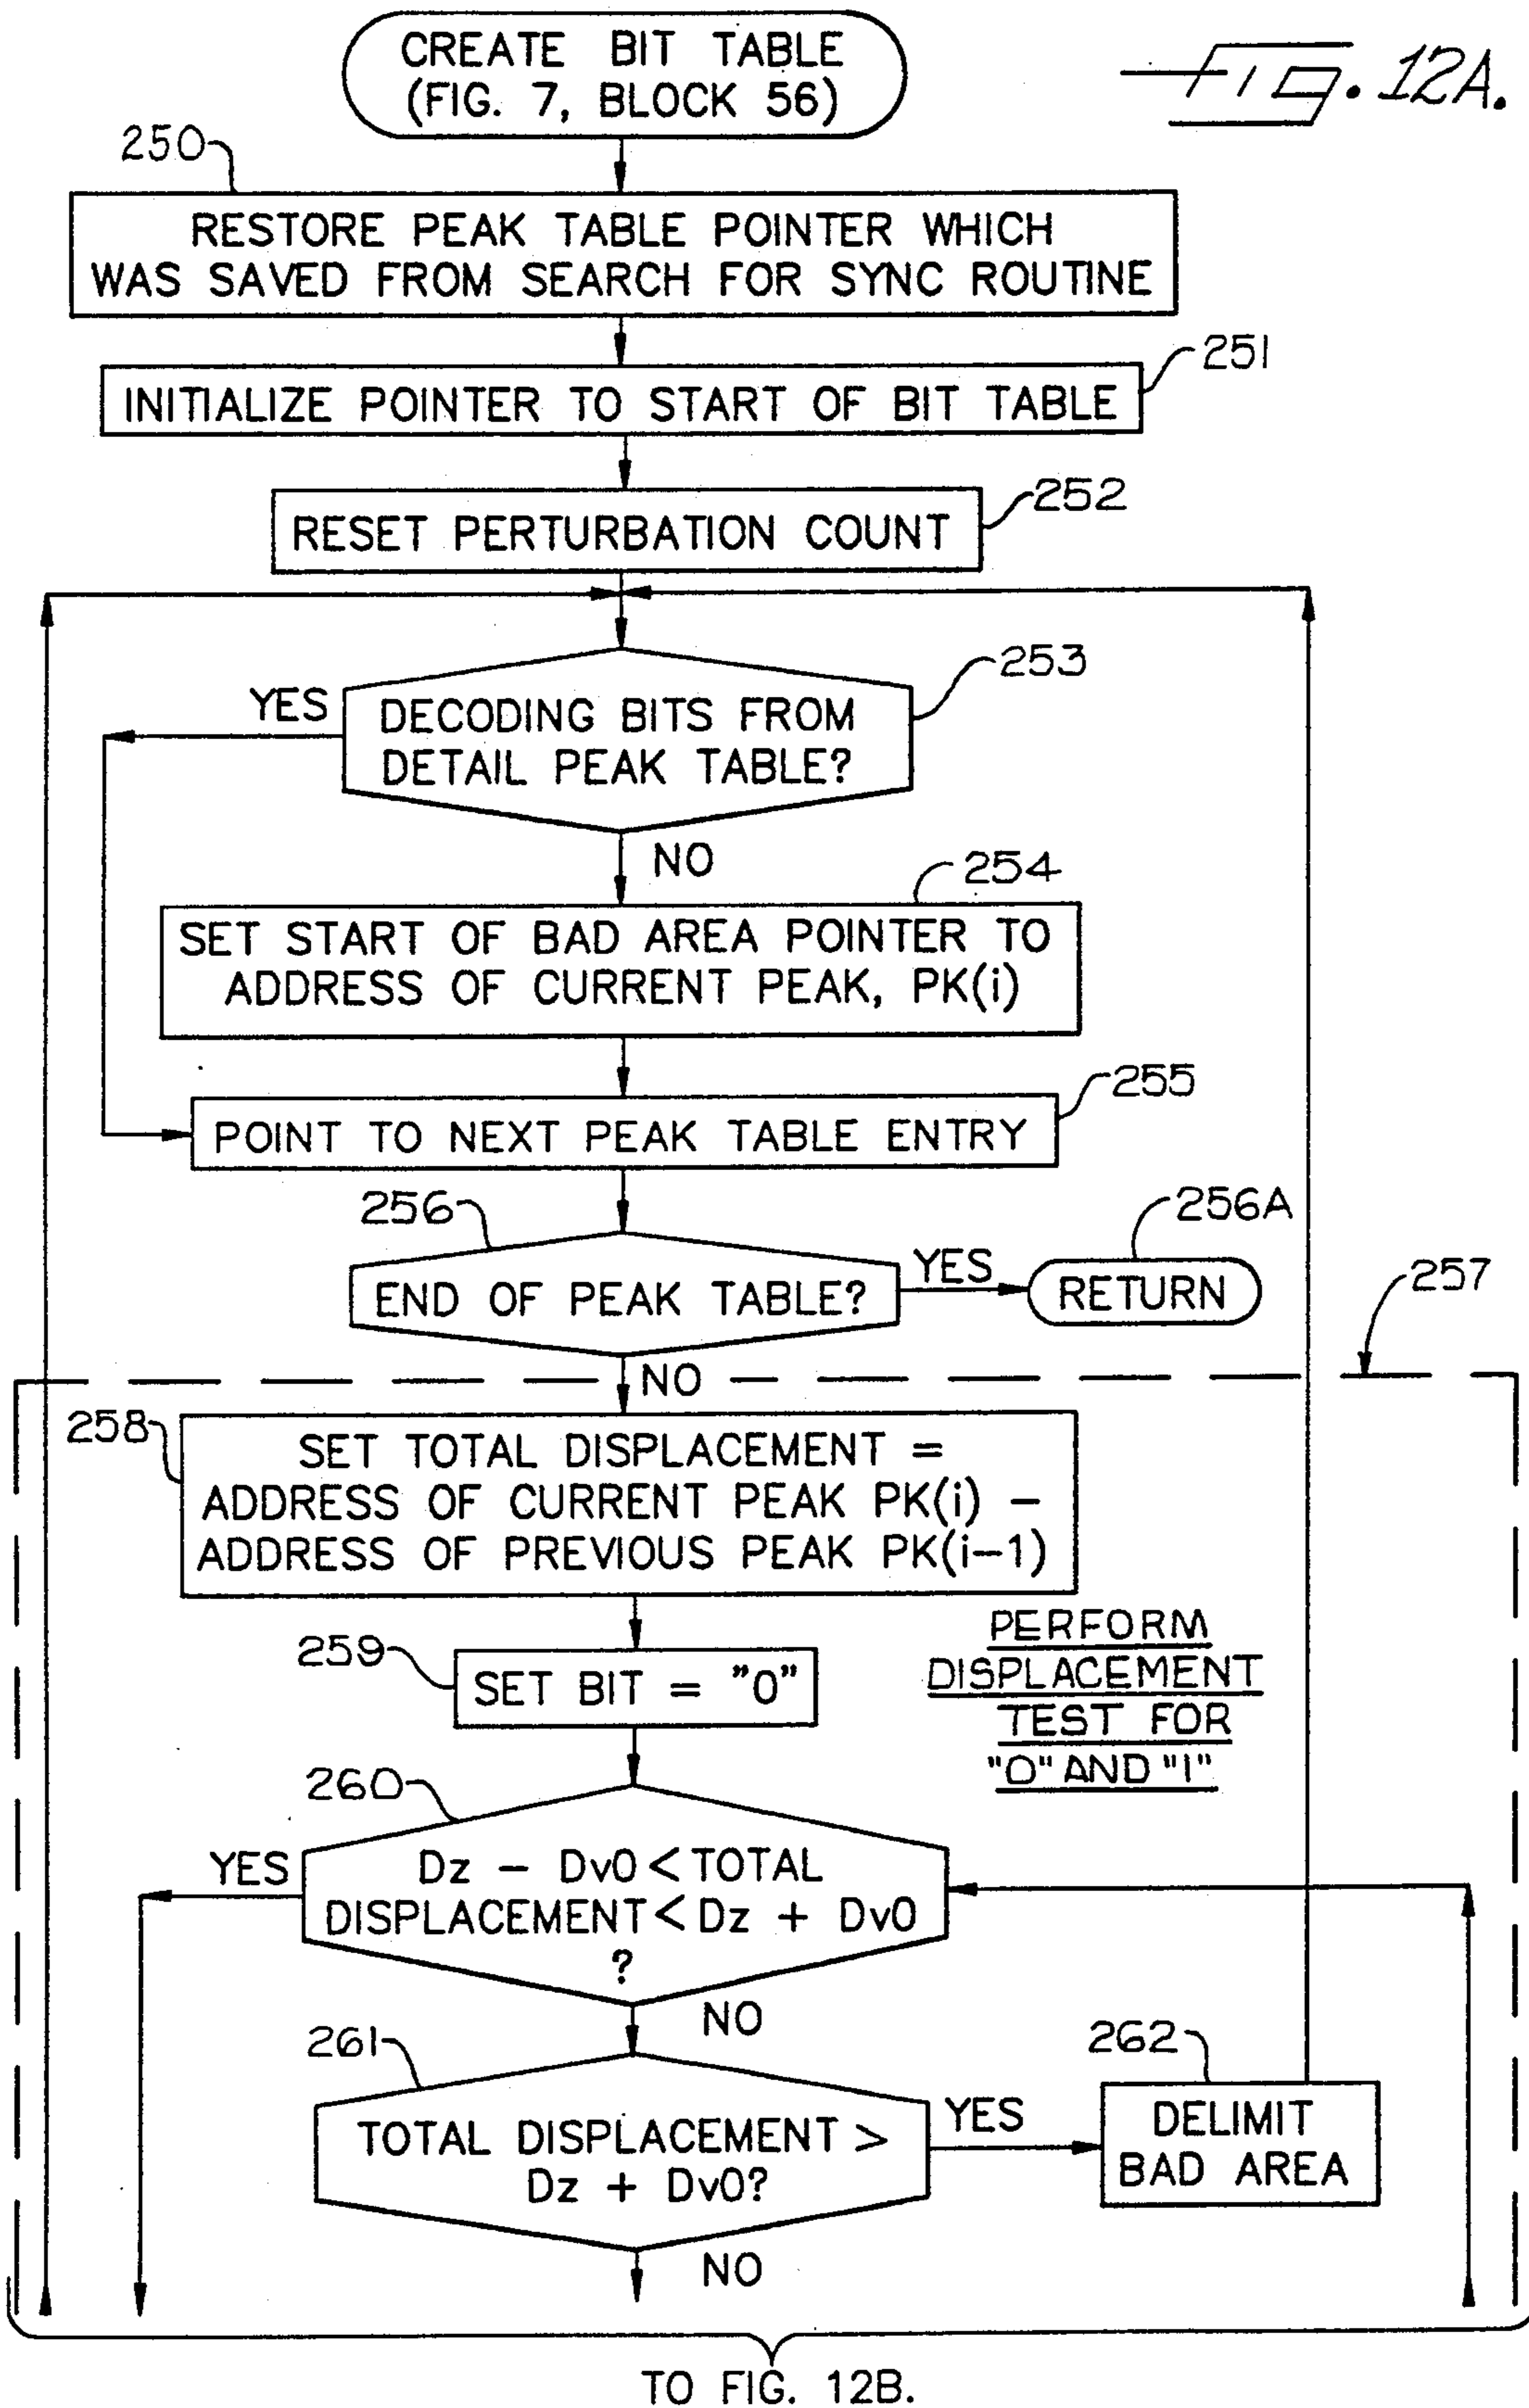 CREATE BIT TABLE
(FIG. 7, BLOCK 56)
FIG. 12A.
250
RESTORE PEAK TABLE POINTER WHICH
WAS SAVED FROM SEARCH FOR SYNC ROUTINE
251
INITIALIZE POINTER TO START OF BIT TABLE
252
RESET PERTURBATION COUNT
253
YES
DECODING BITS FROM
DETAIL PEAK TABLE?
NO
254
SET START OF BAD AREA POINTER TO
ADDRESS OF CURRENT PEAK, PK(i)
255
POINT TO NEXT PEAK TABLE ENTRY
256
END OF PEAK TABLE?
YES
256A
RETURN
257
NO
258
SET TOTAL DISPLACEMENT =
ADDRESS OF CURRENT PEAK PK(i) –
ADDRESS OF PREVIOUS PEAK PK(i–1)
259
SET BIT = "0"
PERFORM
DISPLACEMENT
TEST FOR
"0" AND "1"
260
YES
Dz – Dv0 < TOTAL
DISPLACEMENT < Dz + Dv0
?
NO
261
TOTAL DISPLACEMENT >
Dz + Dv0?
YES
262
DELIMIT
BAD AREA
NO
TO FIG. 12B.